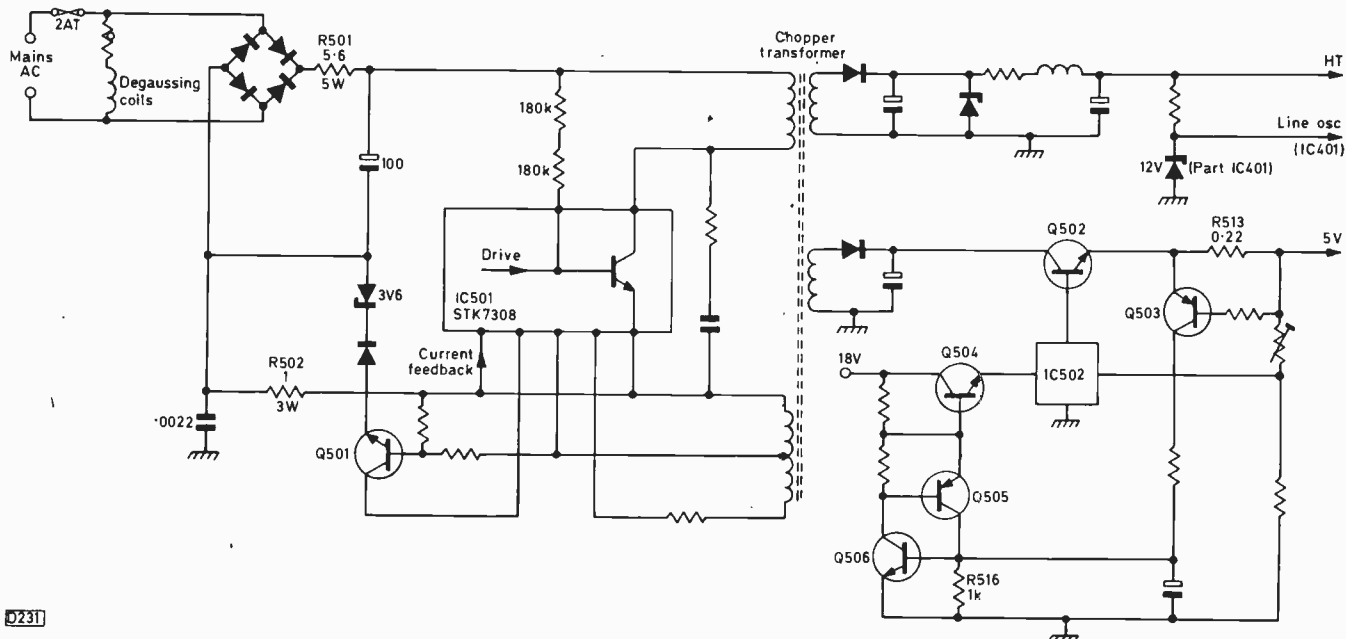 2AT
Mains
AC
Degaussing
coils
R501
5·6
5W
180k
180k
100
Drive
IC501
STK7308
3V6
Current
feedback
R502
1
3W
·0022
Q501
Chopper
transformer
HT
Line osc
(IC401)
12V
(Part IC401)
Q502
R513
0·22
5V
Q503
18V
Q504
IC502
Q505
Q506
R516
1k
D231